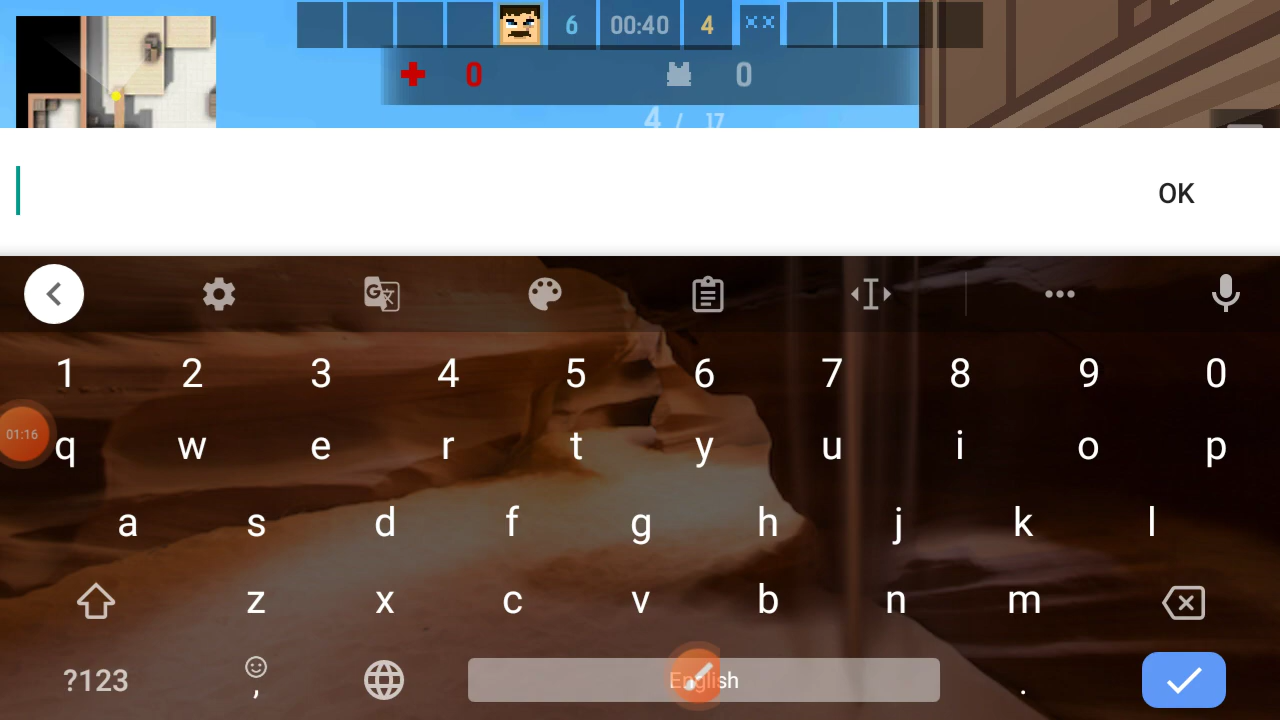 6 00:40 4
0 0
4 / 17
OK
1 2 3 4 5 6 7 8 9 0
01:16
q w e r t y u i o p
a s d f g h j k l
z x c v b n m
?123 , English .